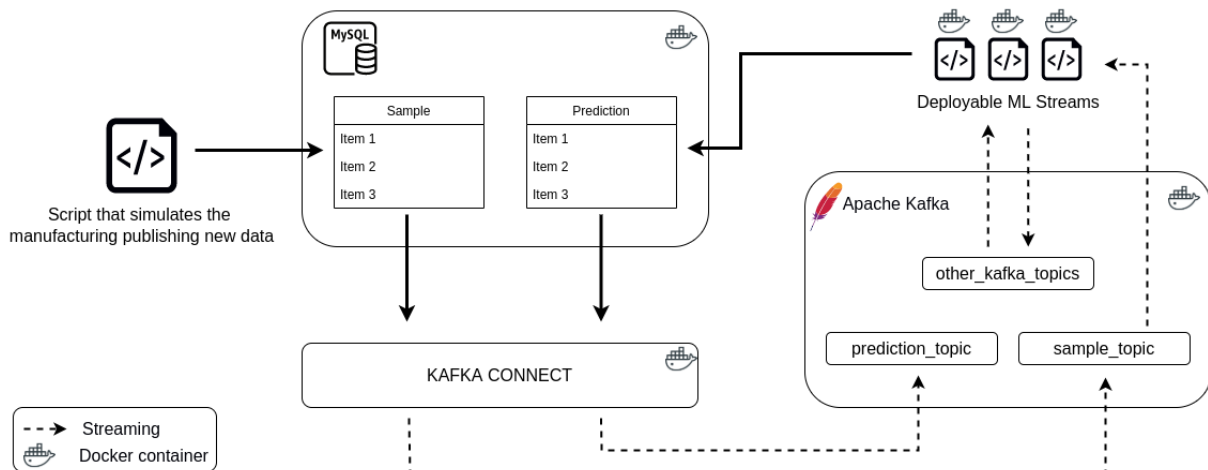 MySQL
Sample
Item 1
Item 2
Item 3
Prediction
Item 1
Item 2
Item 3
</>
</>
</>
Deployable ML Streams
</>
Script that simulates the
manufacturing publishing new data
Apache Kafka
other_kafka_topics
prediction_topic
sample_topic
KAFKA CONNECT
Streaming
Docker container